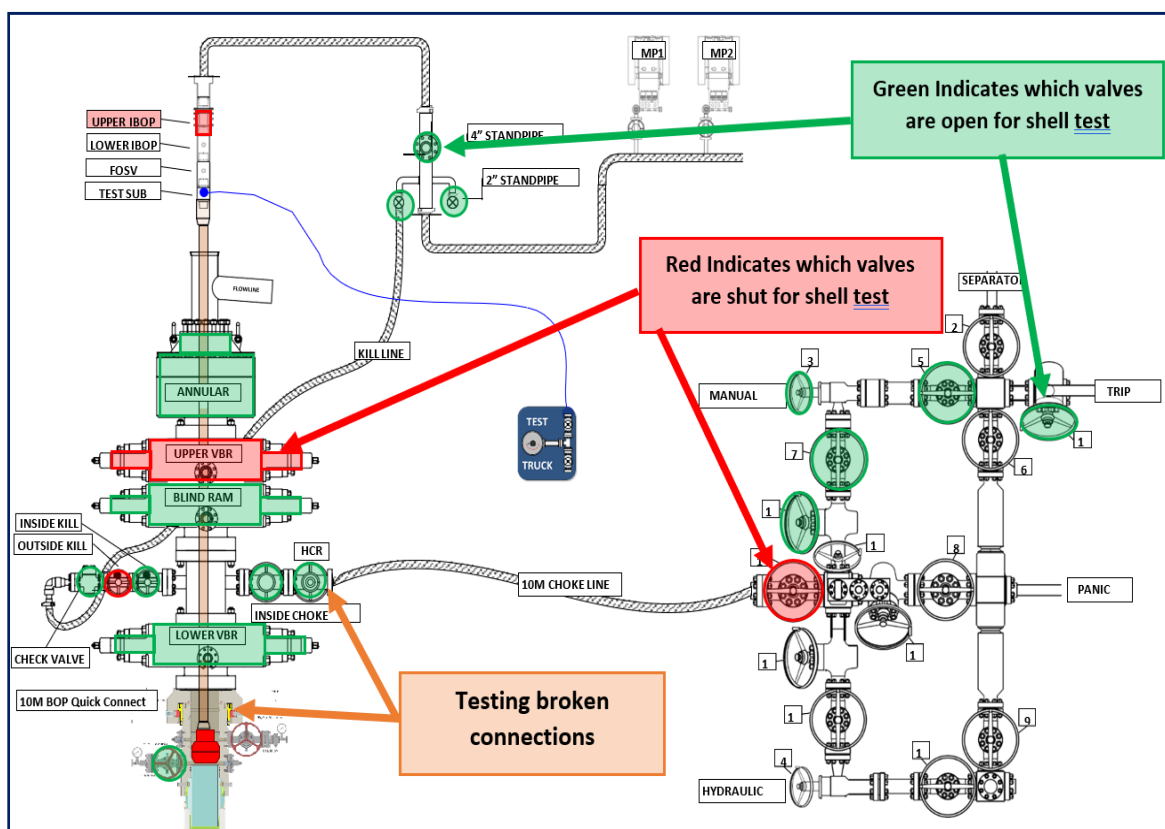 MP1
MP2
Green Indicates which valves
are open for shell test
UPPER IBOP
LOWER IBOP
FOSV
TEST SUB
4" STANDPIPE
2" STANDPIPE
Red Indicates which valves
are shut for shell test
FLOWLINE
SEPARATO
KILL LINE
ANNULAR
2
3
5
MANUAL
TRIP
1
TEST
TRUCK
UPPER VBR
7
6
BLIND RAM
INSIDE KILL
OUTSIDE KILL
HCR
1
1
1
8
10M CHOKE LINE
PANIC
INSIDE CHOKE
LOWER VBR
CHECK VALVE
1
1
10M BOP Quick Connect
Testing broken
connections
1
9
1
4
HYDRAULIC